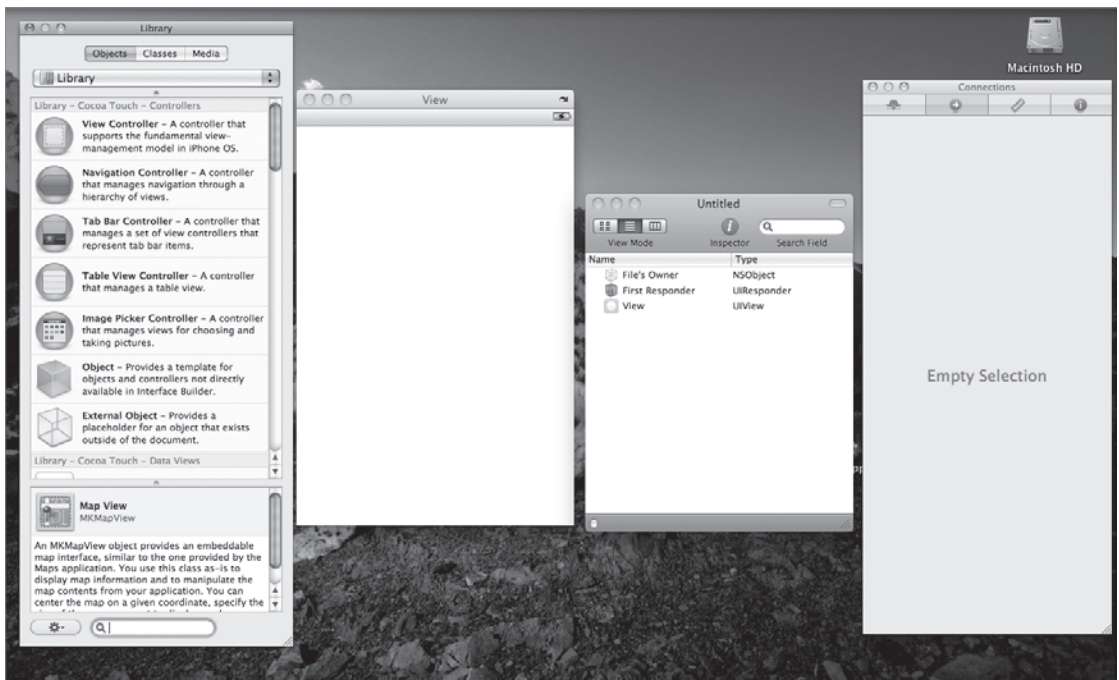 Library
Objects
Classes
Media
Library
Library – Cocoa Touch – Controllers
View Controller – A controller that
supports the fundamental view-
management model in iPhone OS.
Navigation Controller – A controller
that manages navigation through a
hierarchy of views.
Tab Bar Controller – A controller that
manages a set of view controllers that
represent tab bar items.
Table View Controller – A controller
that manages a table view.
Image Picker Controller – A controller
that manages views for choosing and
taking pictures.
Object – Provides a template for
objects and controllers not directly
available in Interface Builder.
External Object – Provides a
placeholder for an object that exists
outside of the document.
Library – Cocoa Touch – Data Views
Map View
MKMapView
An MKMapView object provides an embeddable
map interface, similar to the one provided by the
Maps application. You use this class as-is to
display map information and to manipulate the
map contents from your application. You can
center the map on a given coordinate, specify the
View
Untitled
View Mode
Inspector
Search Field
Name
Type
File's Owner
NSObject
First Responder
UIResponder
View
UIView
Macintosh HD
Connections
Empty Selection